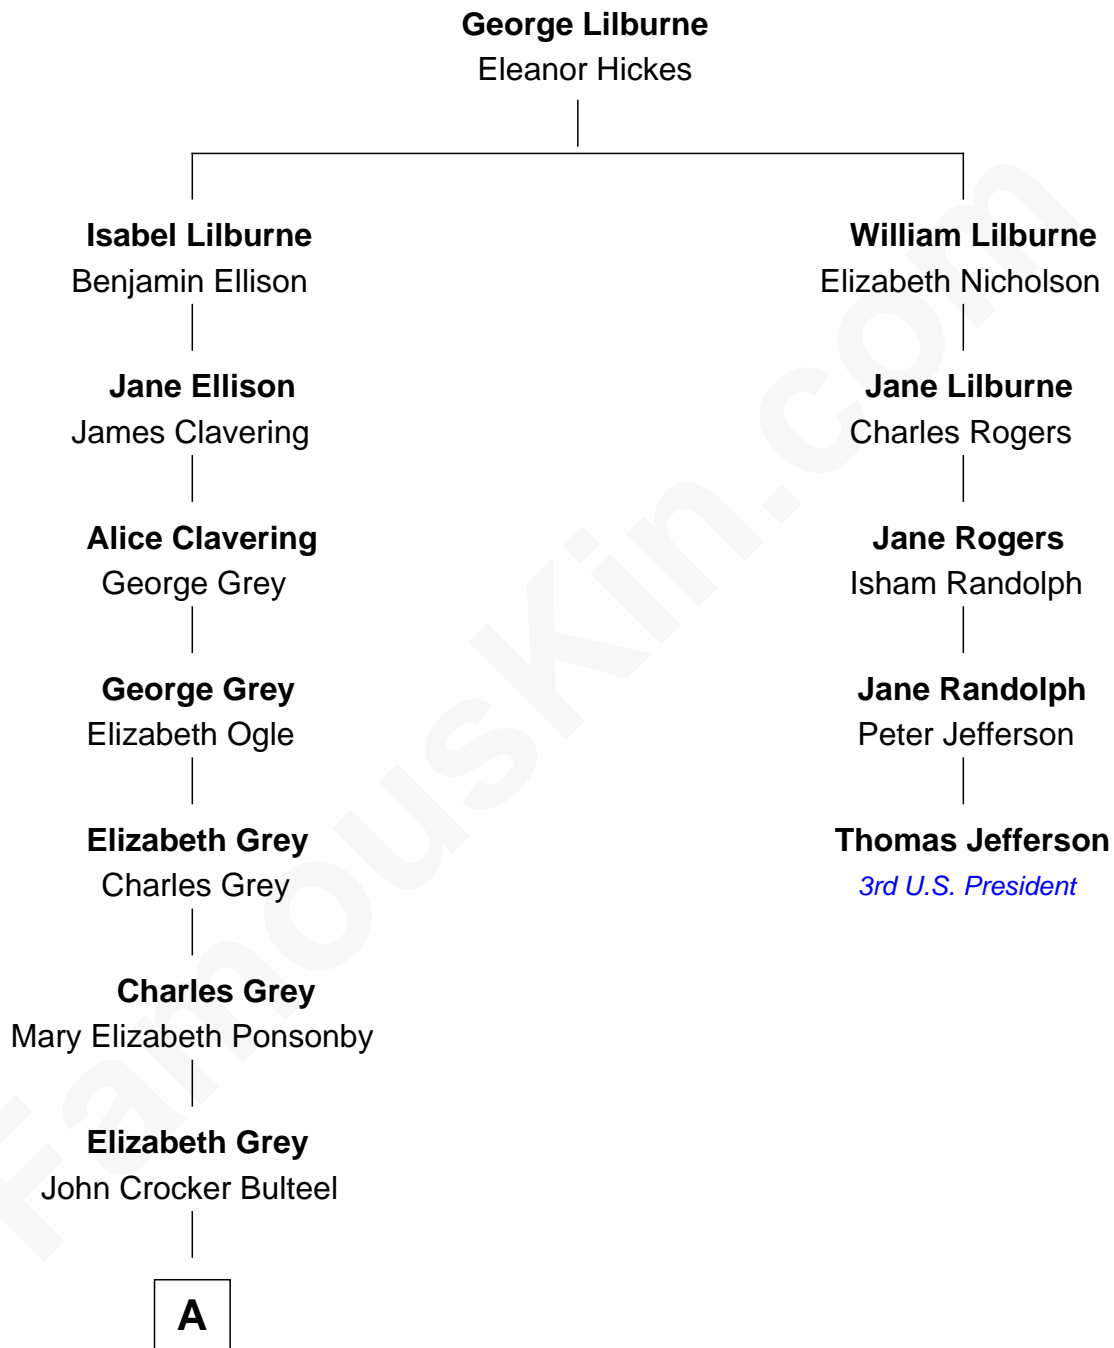 George Lilburne
Eleanor Hickes
Isabel Lilburne
Benjamin Ellison
Jane Ellison
James Clavering
Alice Clavering
George Grey
George Grey
Elizabeth Ogle
Elizabeth Grey
Charles Grey
Charles Grey
Mary Elizabeth Ponsonby
Elizabeth Grey
John Crocker Bulteel
A
William Lilburne
Elizabeth Nicholson
Jane Lilburne
Charles Rogers
Jane Rogers
Isham Randolph
Jane Randolph
Peter Jefferson
Thomas Jefferson
3rd U.S. President
FamousKin.com